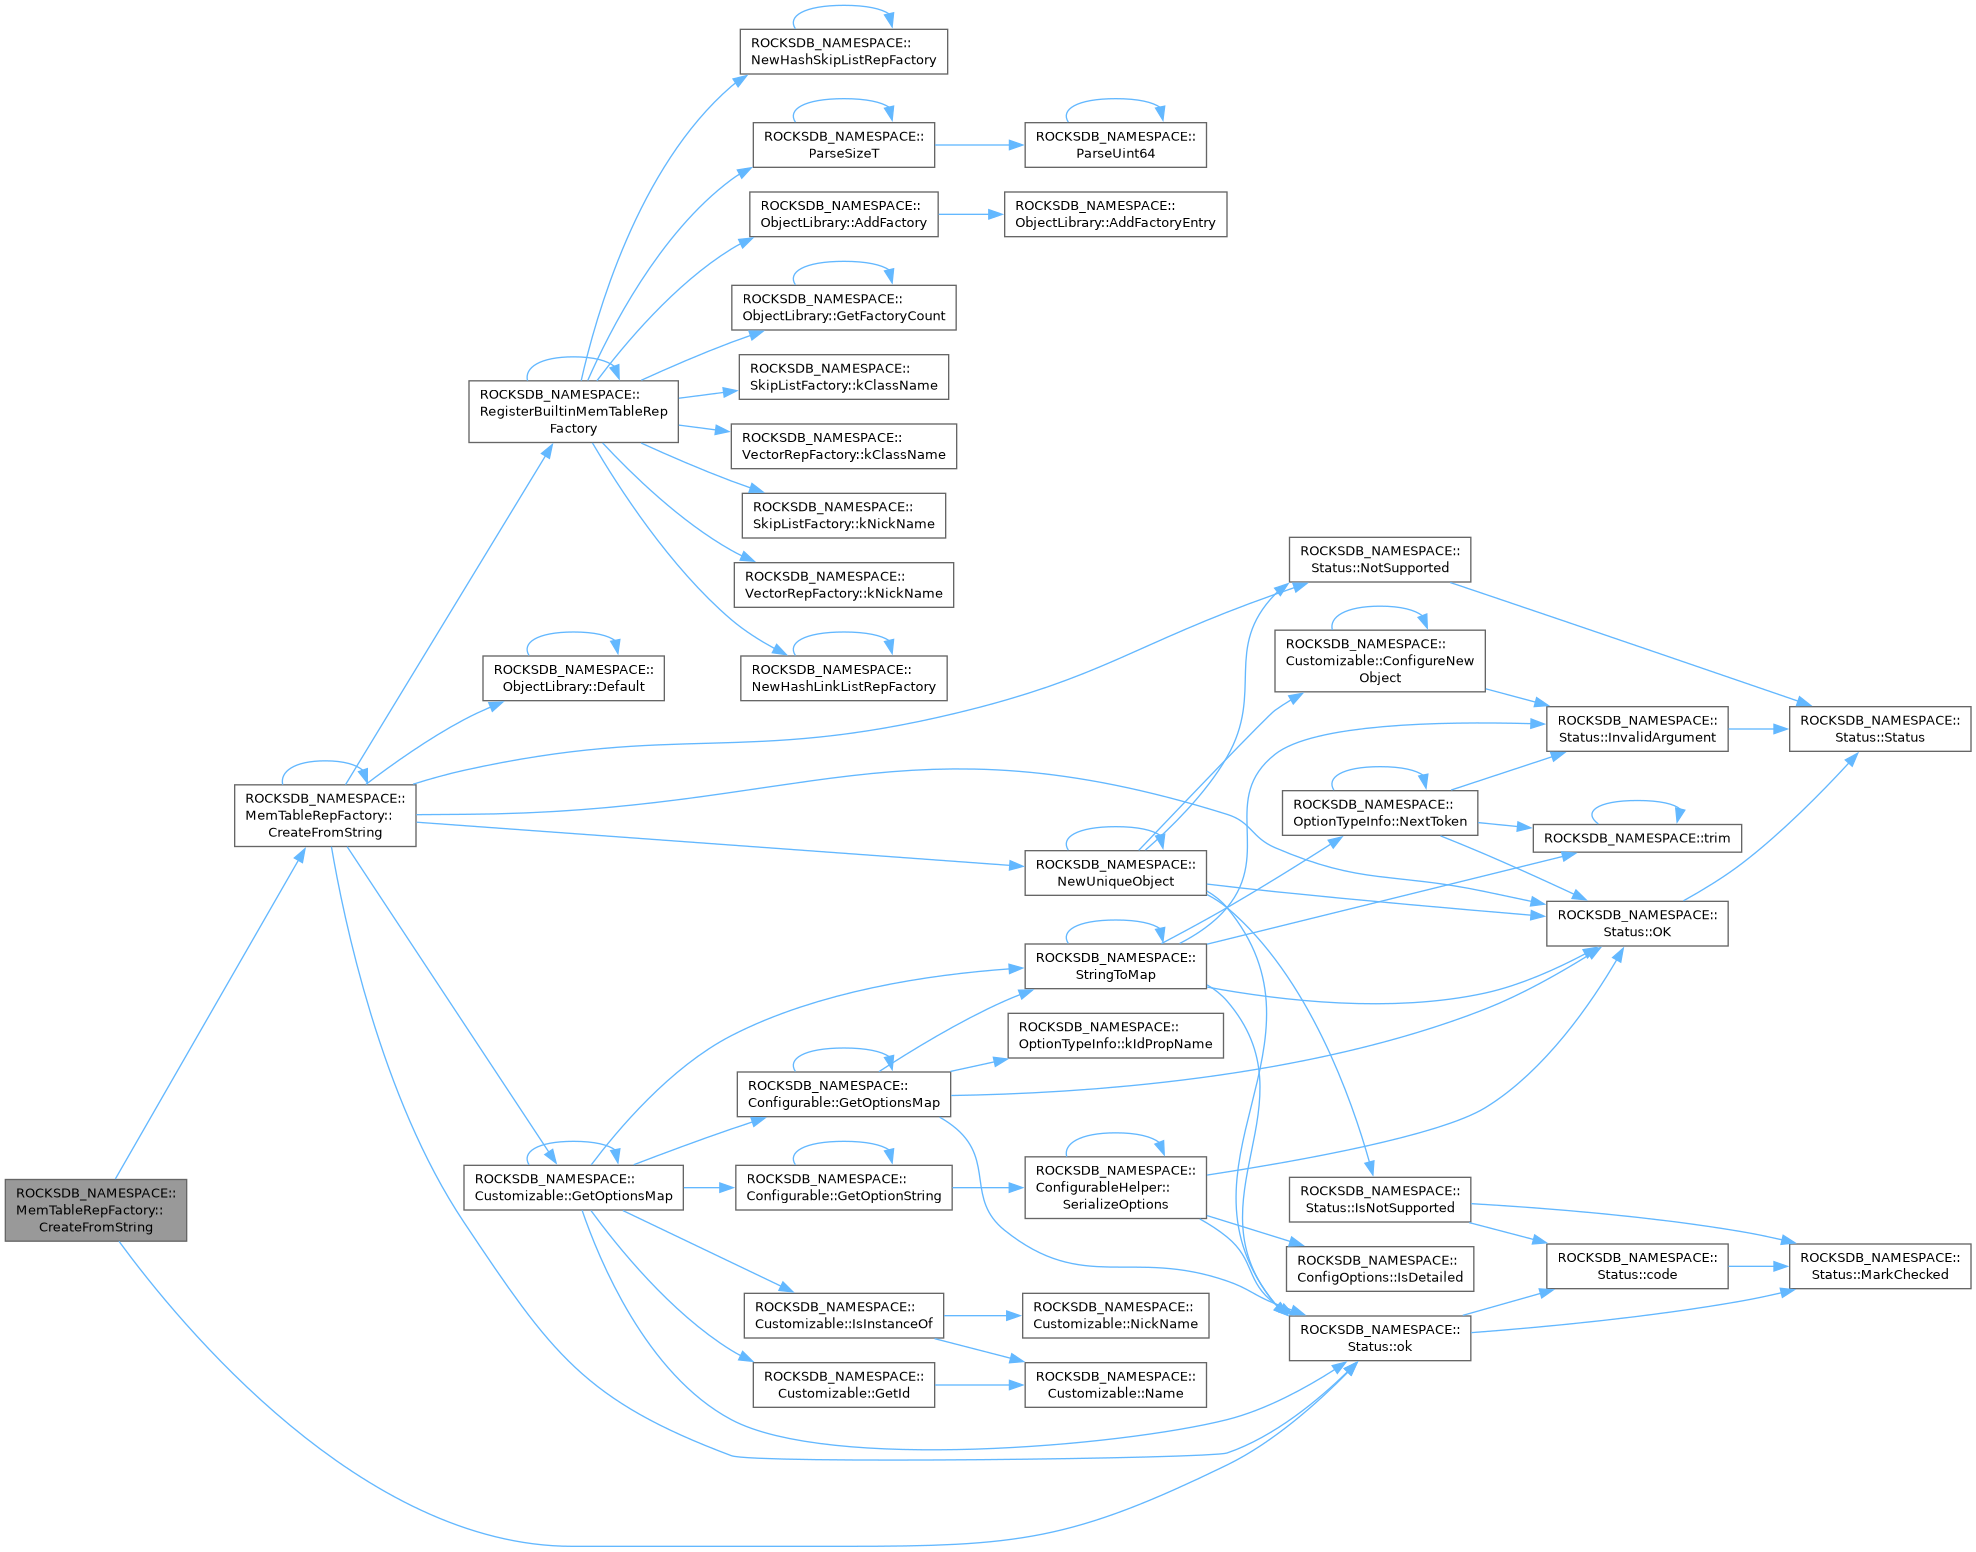 ROCKSDB_NAMESPACE::
NewHashSkipListRepFactory
ROCKSDB_NAMESPACE::
ParseSizeT
ROCKSDB_NAMESPACE::
ParseUint64
ROCKSDB_NAMESPACE::
ObjectLibrary::AddFactory
ROCKSDB_NAMESPACE::
ObjectLibrary::AddFactoryEntry
ROCKSDB_NAMESPACE::
ObjectLibrary::GetFactoryCount
ROCKSDB_NAMESPACE::
SkipListFactory::kClassName
ROCKSDB_NAMESPACE::
RegisterBuiltinMemTableRep
Factory
ROCKSDB_NAMESPACE::
VectorRepFactory::kClassName
ROCKSDB_NAMESPACE::
SkipListFactory::kNickName
ROCKSDB_NAMESPACE::
VectorRepFactory::kNickName
ROCKSDB_NAMESPACE::
Status::NotSupported
ROCKSDB_NAMESPACE::
Customizable::ConfigureNew
Object
ROCKSDB_NAMESPACE::
ObjectLibrary::Default
ROCKSDB_NAMESPACE::
NewHashLinkListRepFactory
ROCKSDB_NAMESPACE::
Status::InvalidArgument
ROCKSDB_NAMESPACE::
Status::Status
ROCKSDB_NAMESPACE::
MemTableRepFactory::
CreateFromString
ROCKSDB_NAMESPACE::
OptionTypeInfo::NextToken
ROCKSDB_NAMESPACE::trim
ROCKSDB_NAMESPACE::
NewUniqueObject
ROCKSDB_NAMESPACE::
Status::OK
ROCKSDB_NAMESPACE::
StringToMap
ROCKSDB_NAMESPACE::
OptionTypeInfo::kIdPropName
ROCKSDB_NAMESPACE::
Configurable::GetOptionsMap
ROCKSDB_NAMESPACE::
MemTableRepFactory::
CreateFromString
ROCKSDB_NAMESPACE::
Customizable::GetOptionsMap
ROCKSDB_NAMESPACE::
Configurable::GetOptionString
ROCKSDB_NAMESPACE::
ConfigurableHelper::
SerializeOptions
ROCKSDB_NAMESPACE::
Status::IsNotSupported
ROCKSDB_NAMESPACE::
ConfigOptions::IsDetailed
ROCKSDB_NAMESPACE::
Status::code
ROCKSDB_NAMESPACE::
Status::MarkChecked
ROCKSDB_NAMESPACE::
Customizable::IsInstanceOf
ROCKSDB_NAMESPACE::
Customizable::NickName
ROCKSDB_NAMESPACE::
Status::ok
ROCKSDB_NAMESPACE::
Customizable::GetId
ROCKSDB_NAMESPACE::
Customizable::Name